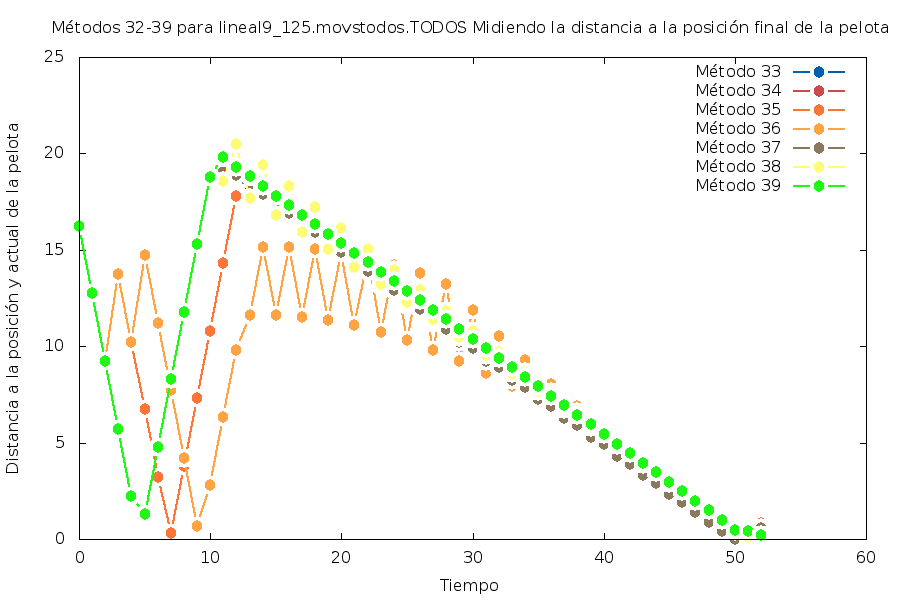 Métodos 32-39 para lineal9_125.movstodos.TODOS Midiendo la distancia a la posición final de la pelota
Distancia a la posición y actual de la pelota
25
20
15
10
5
0
Método 33
Método 34
Método 35
Método 36
Método 37
Método 38
Método 39
0 10 20 30 40 50 60
Tiempo